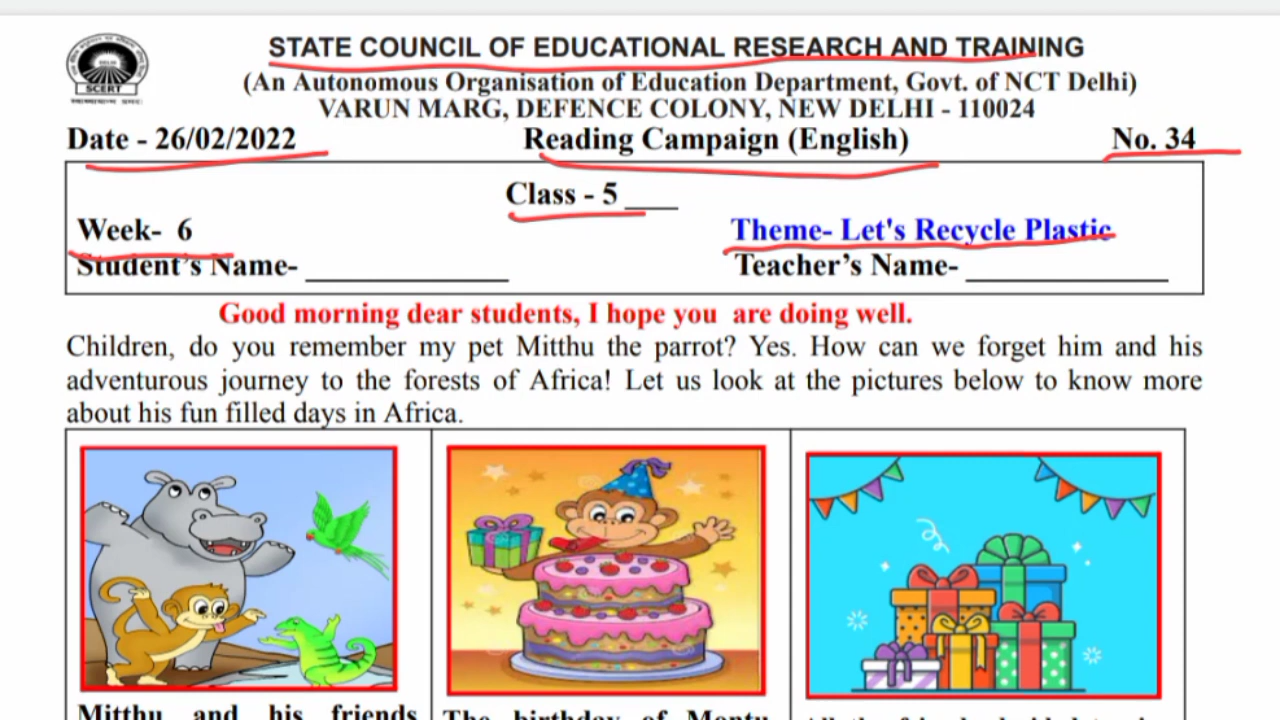 STATE COUNCIL OF EDUCATIONAL RESEARCH AND TRAINING
(An Autonomous Organisation of Education Department, Govt. of NCT Delhi)
VARUN MARG, DEFENCE COLONY, NEW DELHI - 110024
Date - 26/02/2022 Reading Campaign (English) No. 34
Class - 5 ____
Week- 6 Theme- Let's Recycle Plastic
Student's Name- ______________ Teacher's Name- ______________
Good morning dear students, I hope you are doing well.
Children, do you remember my pet Mitthu the parrot? Yes. How can we forget him and his
adventurous journey to the forests of Africa! Let us look at the pictures below to know more
about his fun filled days in Africa.
SCERT
Mitthu and his friends
The birthday of Monty